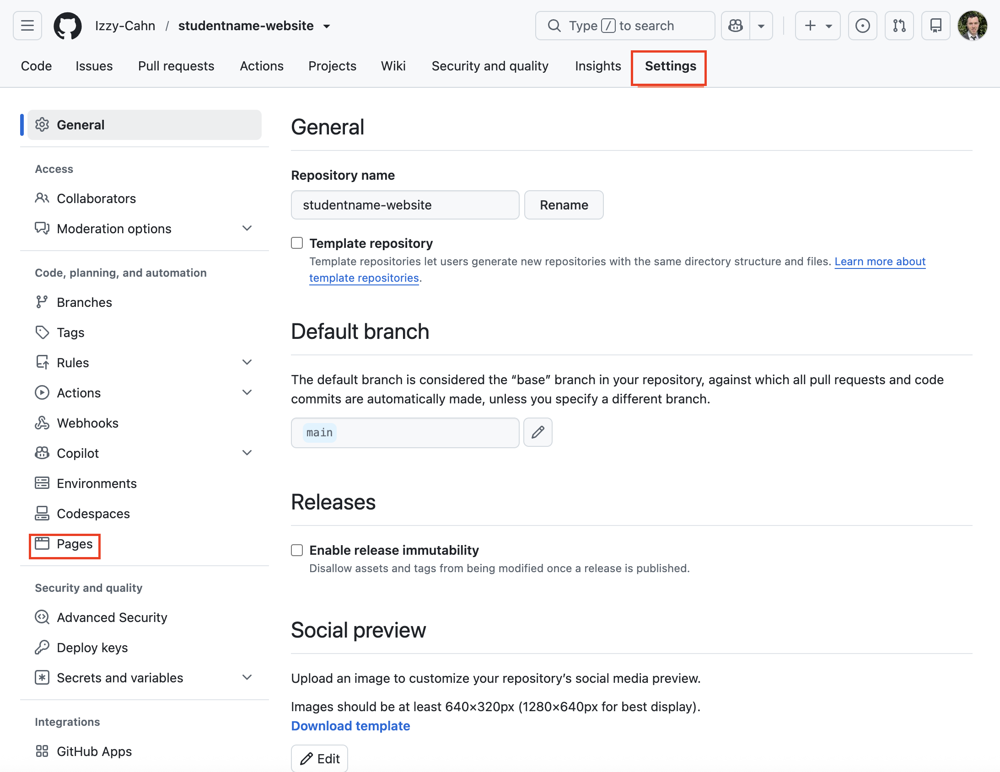 Izzy-Cahn / studentname-website
Type / to search
Code Issues Pull requests Actions Projects Wiki Security and quality Insights Settings
General
Access
Collaborators
Moderation options
Code, planning, and automation
Branches
Tags
Rules
Actions
Webhooks
Copilot
Environments
Codespaces
Pages
Security and quality
Advanced Security
Deploy keys
Secrets and variables
Integrations
GitHub Apps
General
Repository name
studentname-website Rename
Template repository
Template repositories let users generate new repositories with the same directory structure and files. Learn more about
template repositories.
Default branch
The default branch is considered the “base” branch in your repository, against which all pull requests and code
commits are automatically made, unless you specify a different branch.
main
Releases
Enable release immutability
Disallow assets and tags from being modified once a release is published.
Social preview
Upload an image to customize your repository’s social media preview.
Images should be at least 640×320px (1280×640px for best display).
Download template
Edit